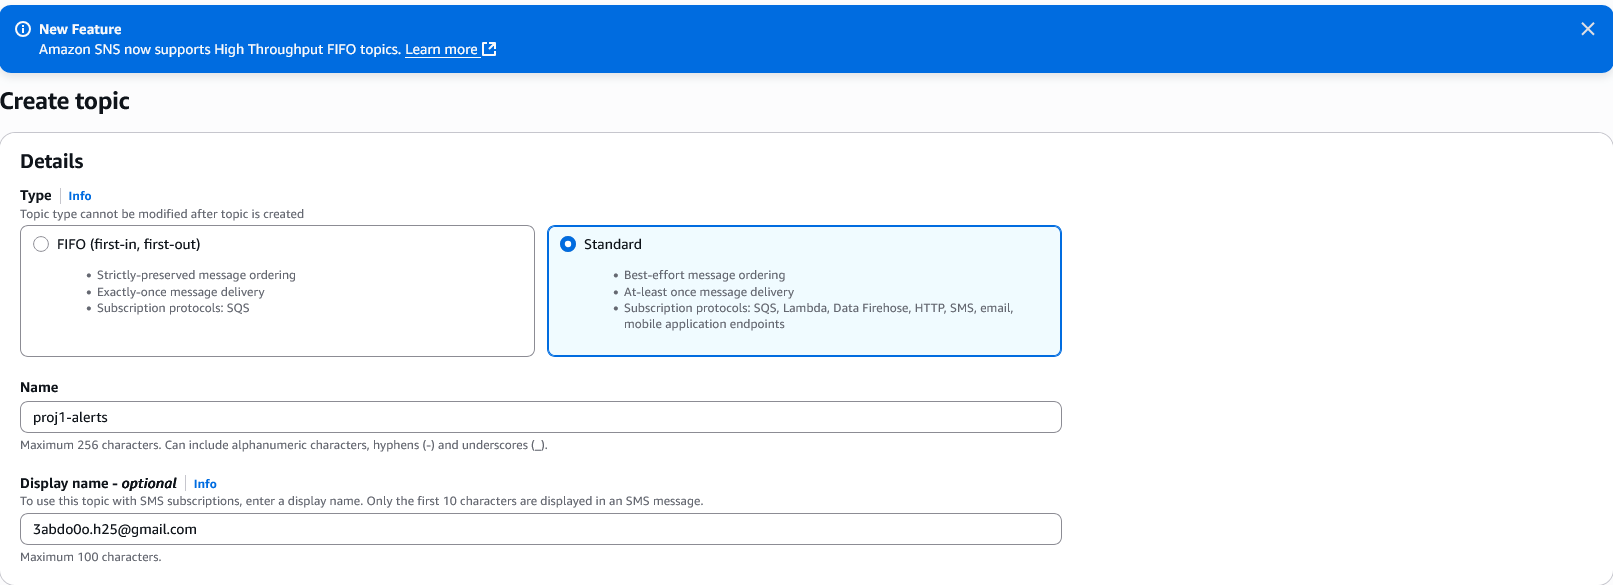 New Feature
Amazon SNS now supports High Throughput FIFO topics. Learn more
Create topic
Details
Type Info
Topic type cannot be modified after topic is created
FIFO (first-in, first-out)
• Strictly-preserved message ordering
• Exactly-once message delivery
• Subscription protocols: SQS
Standard
• Best-effort message ordering
• At-least once message delivery
• Subscription protocols: SQS, Lambda, Data Firehose, HTTP, SMS, email,
mobile application endpoints
Name
proj1-alerts
Maximum 256 characters. Can include alphanumeric characters, hyphens (-) and underscores (_).
Display name - optional Info
To use this topic with SMS subscriptions, enter a display name. Only the first 10 characters are displayed in an SMS message.
3abdo0o.h25@gmail.com
Maximum 100 characters.